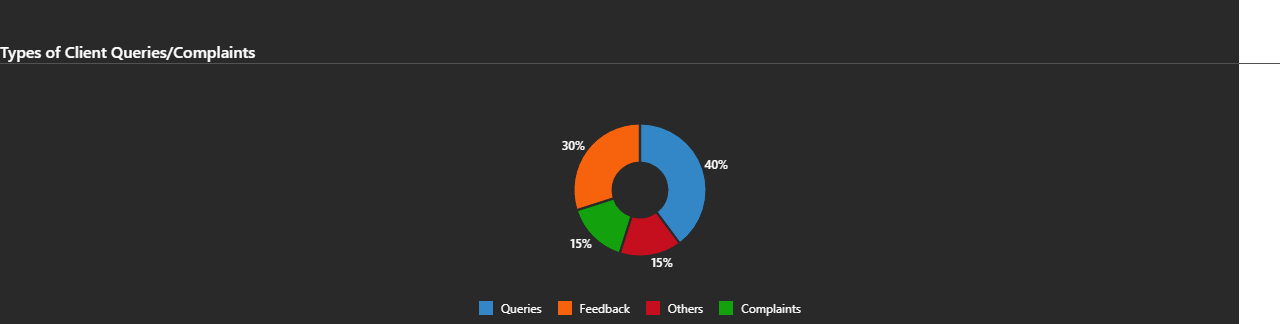 Types of Client Queries/Complaints
30%
40%
15%
15%
Queries Feedback Others Complaints